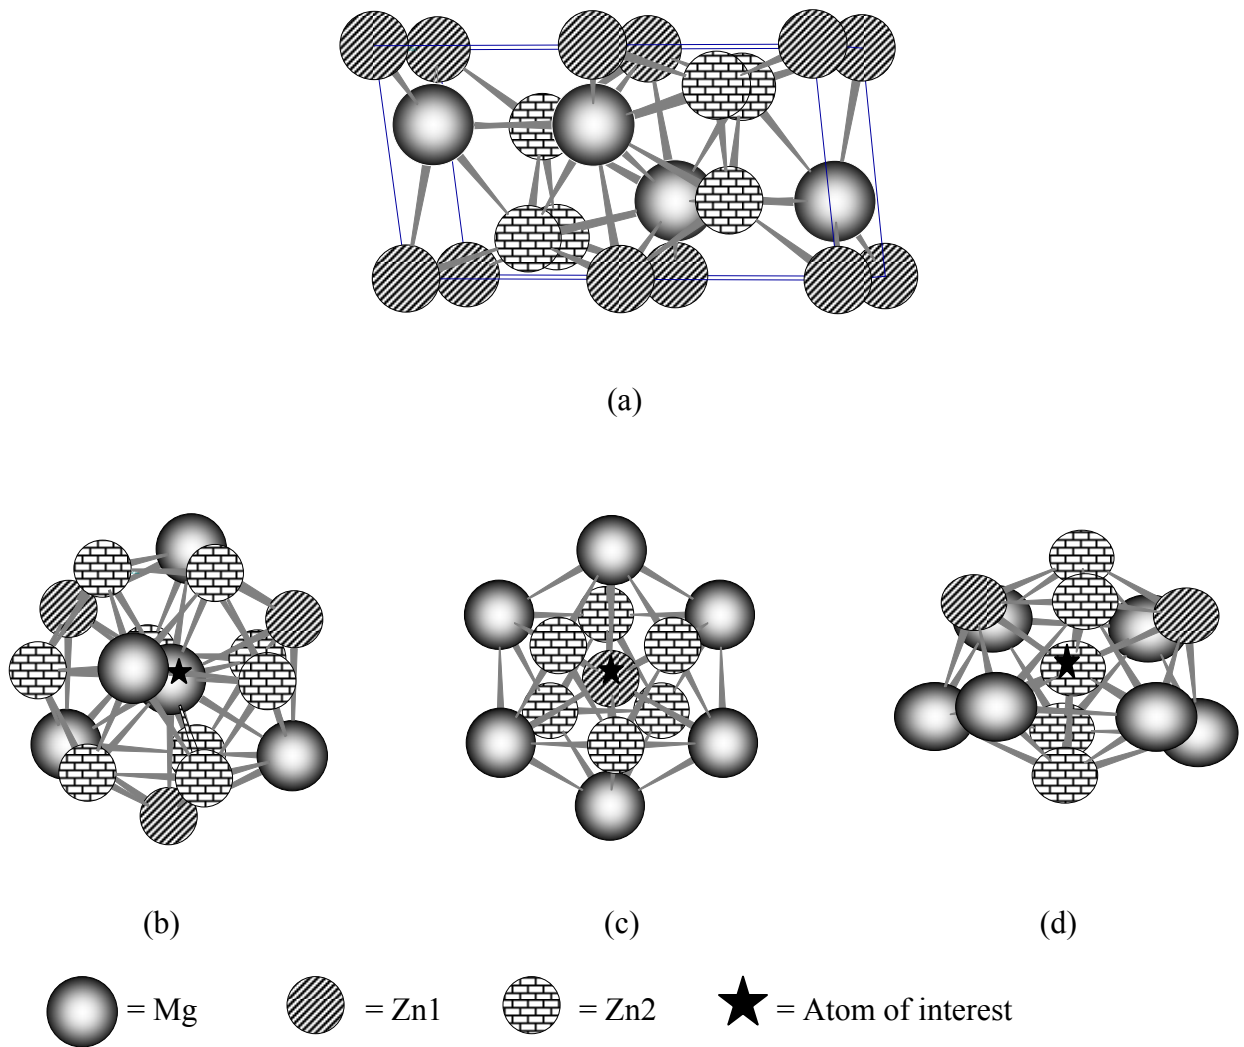 (a)
(b) (c) (d)
= Mg = Zn1 = Zn2 = Atom of interest